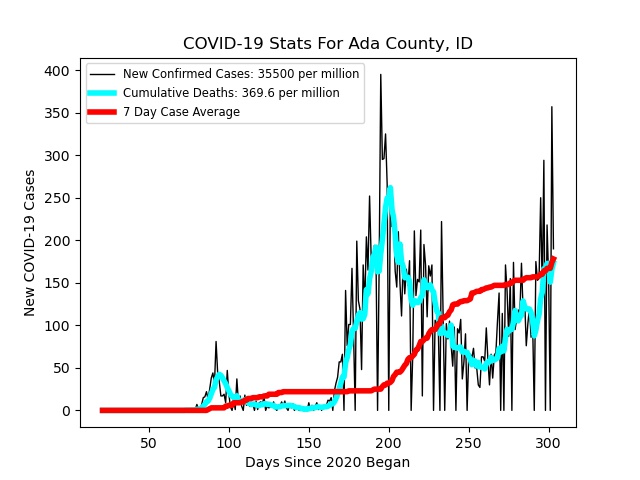 COVID-19 Stats For Ada County, ID
New Confirmed Cases: 35500 per million
Cumulative Deaths: 369.6 per million
7 Day Case Average
400
350
300
250
200
150
100
50
0
New COVID-19 Cases
50 100 150 200 250 300
Days Since 2020 Began